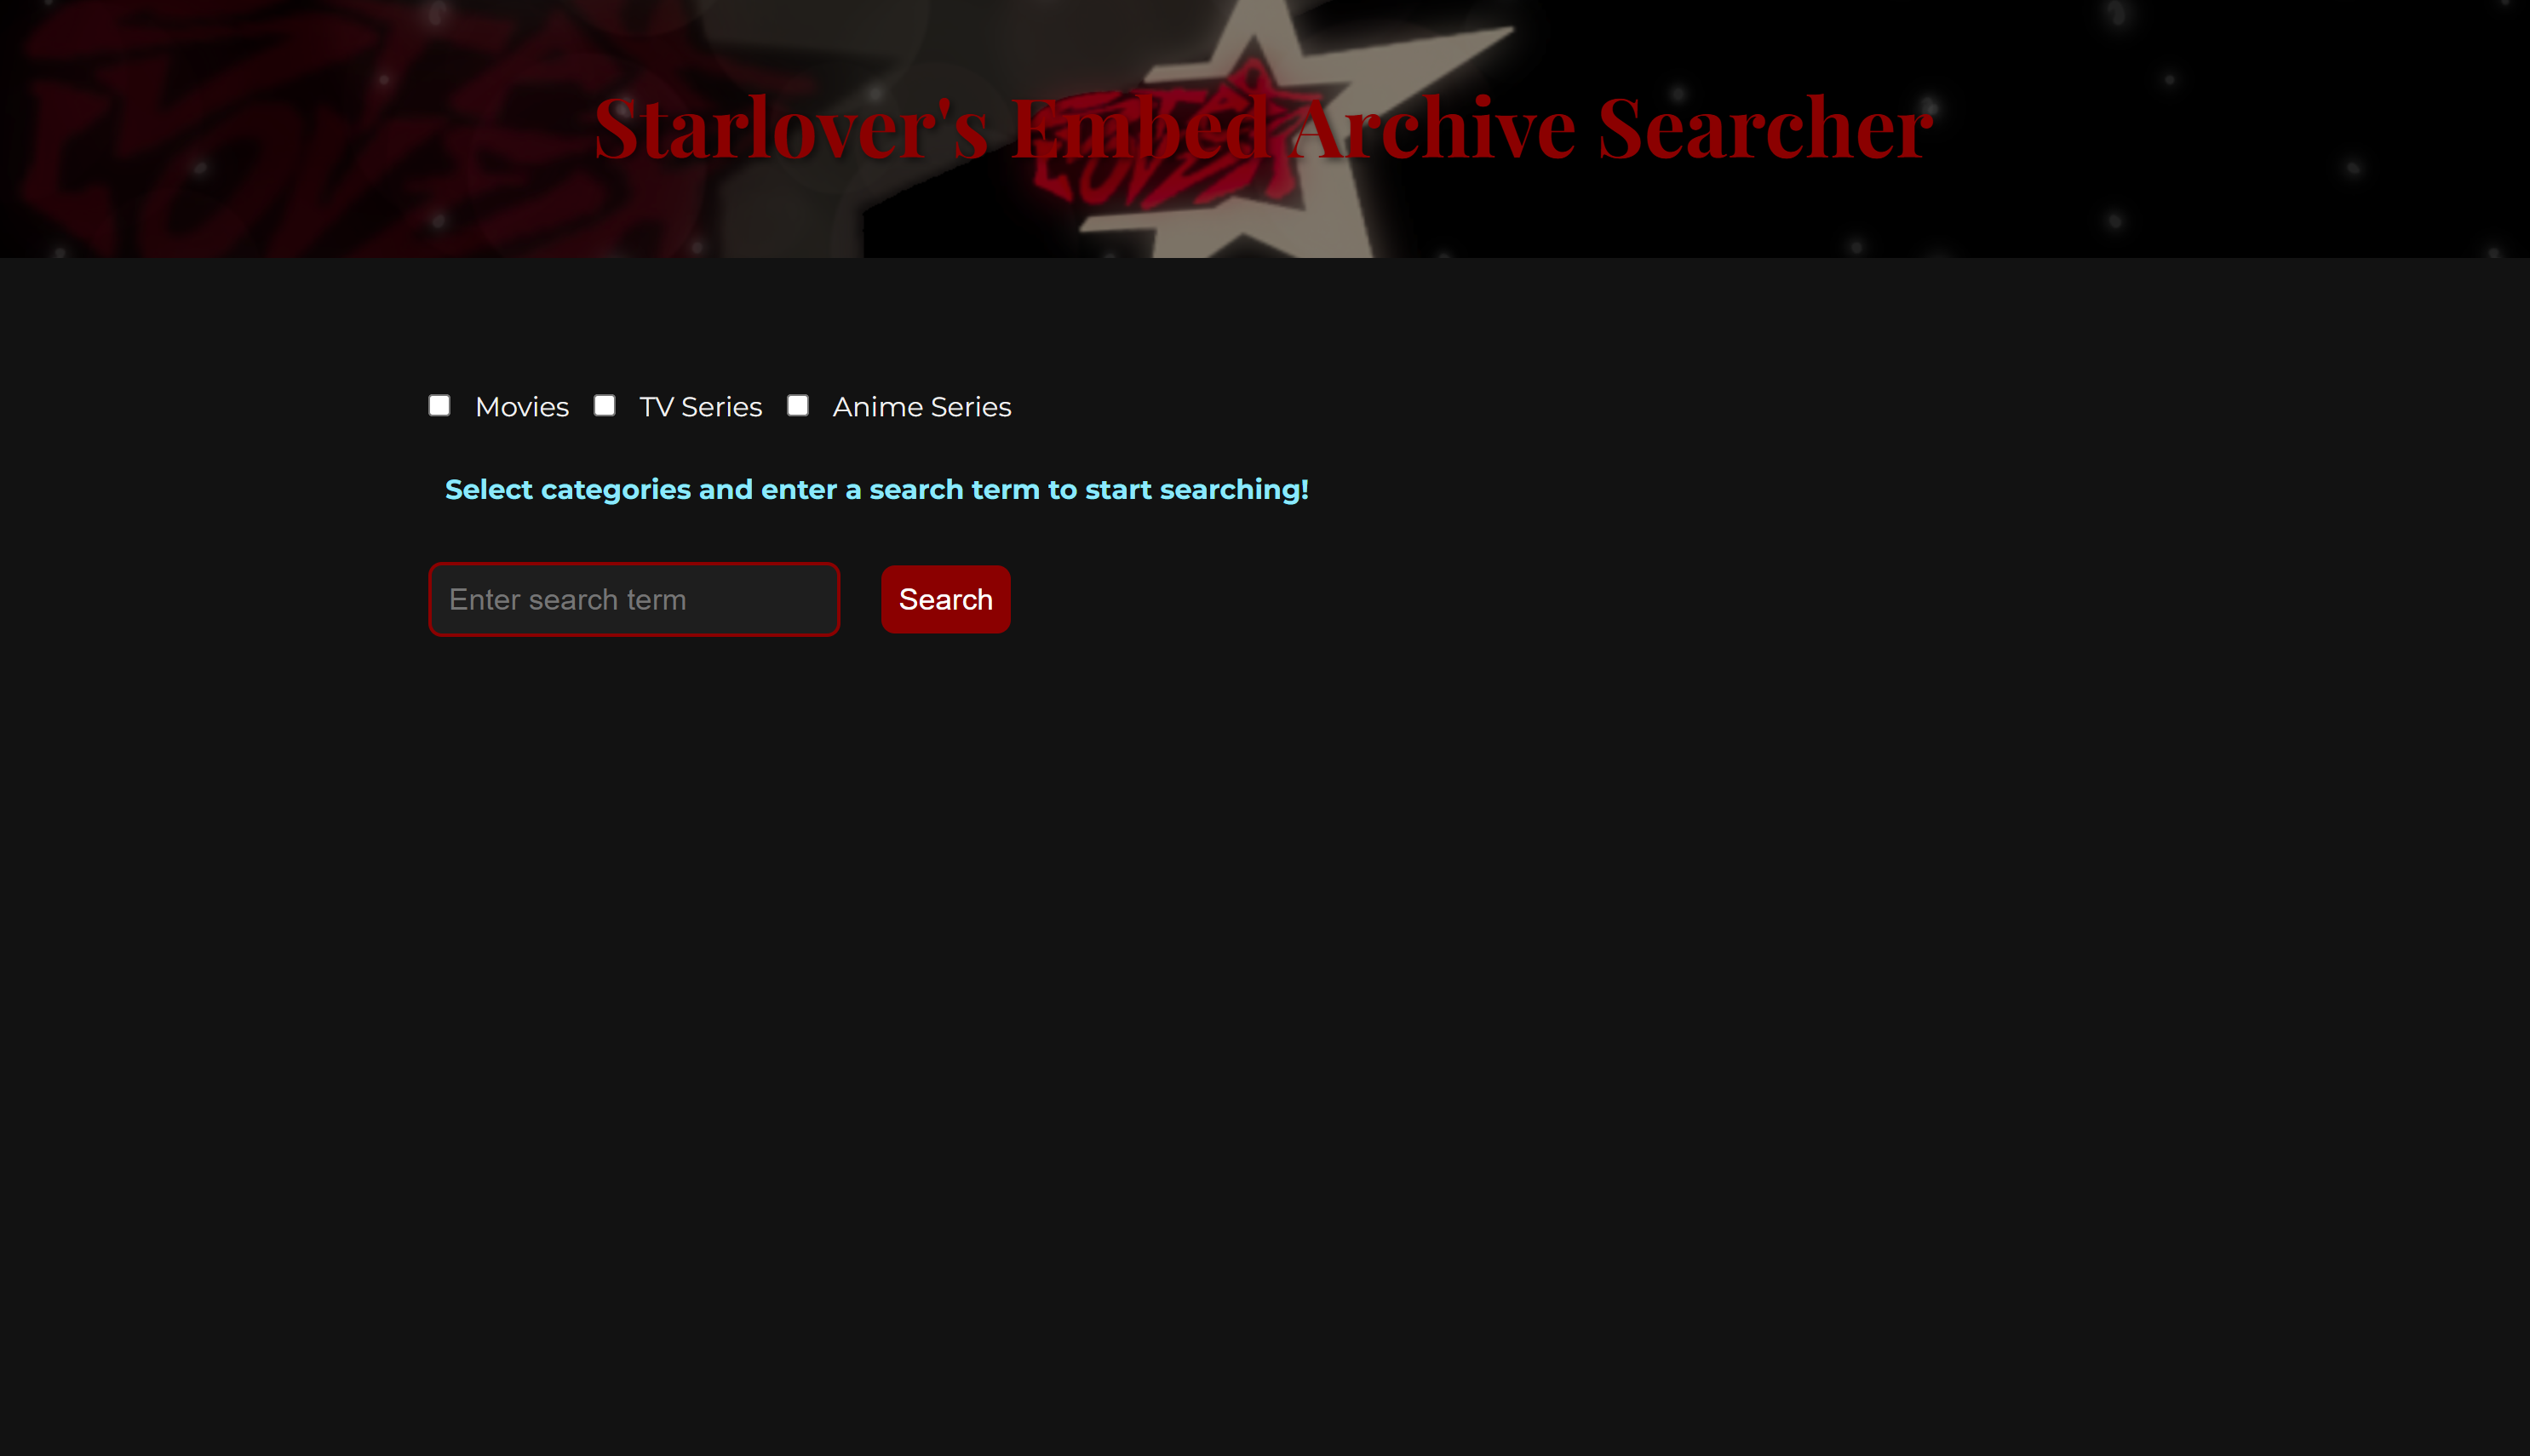 Starlover's Embed Archive Searcher
Movies TV Series Anime Series
Select categories and enter a search term to start searching!
Enter search term Search